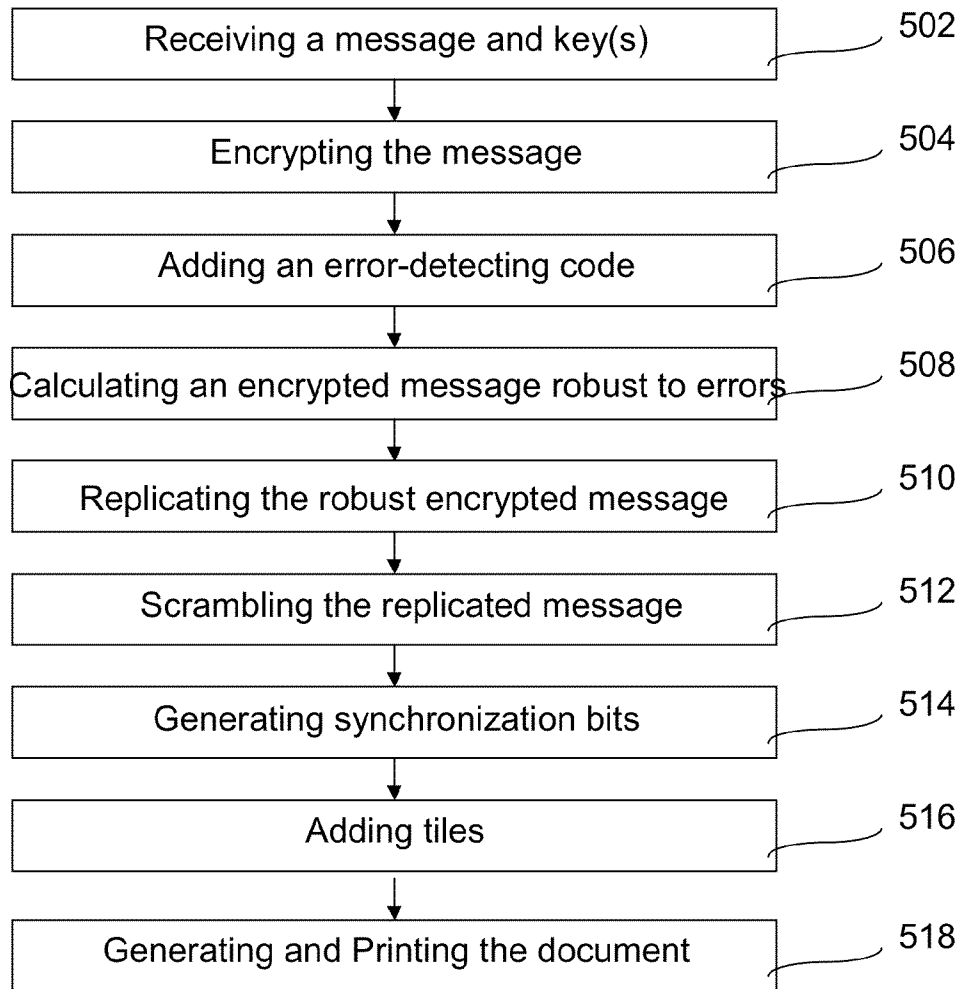 Receiving a message and key(s) 502
Encrypting the message 504
Adding an error-detecting code 506
Calculating an encrypted message robust to errors 508
Replicating the robust encrypted message 510
Scrambling the replicated message 512
Generating synchronization bits 514
Adding tiles 516
Generating and Printing the document 518